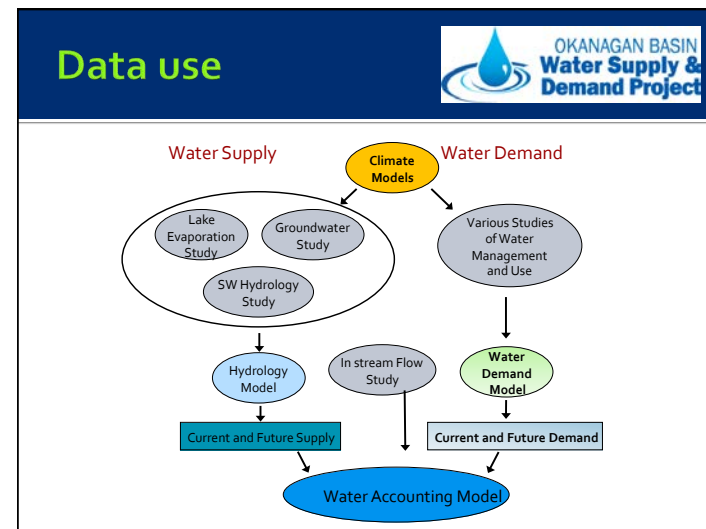 Data use
OKANAGAN BASIN
Water Supply &
Demand Project
Water Supply
Water Demand
Climate
Models
Lake
Evaporation
Study
Groundwater
Study
SW Hydrology
Study
Various Studies
of Water
Management
and Use
Hydrology
Model
In stream Flow
Study
Water
Demand
Model
Current and Future Supply
Current and Future Demand
Water Accounting Model